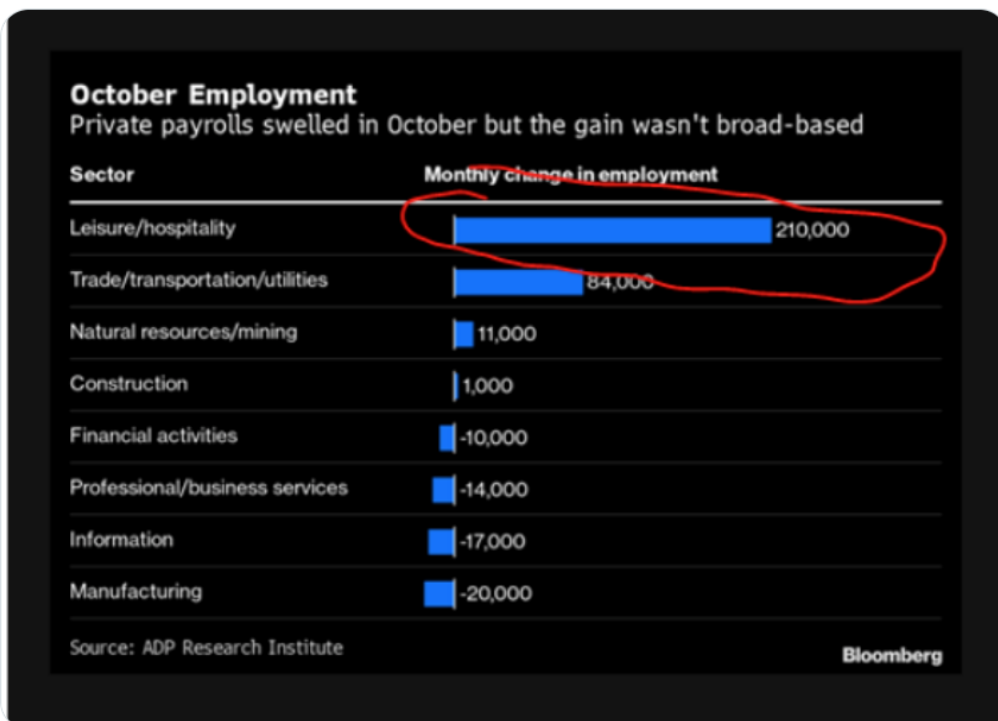 October Employment
Private payrolls swelled in October but the gain wasn't broad-based
Sector Monthly change in employment
Leisure/hospitality 210,000
Trade/transportation/utilities 84,000
Natural resources/mining 11,000
Construction 1,000
Financial activities -10,000
Professional/business services -14,000
Information -17,000
Manufacturing -20,000
Source: ADP Research Institute
Bloomberg